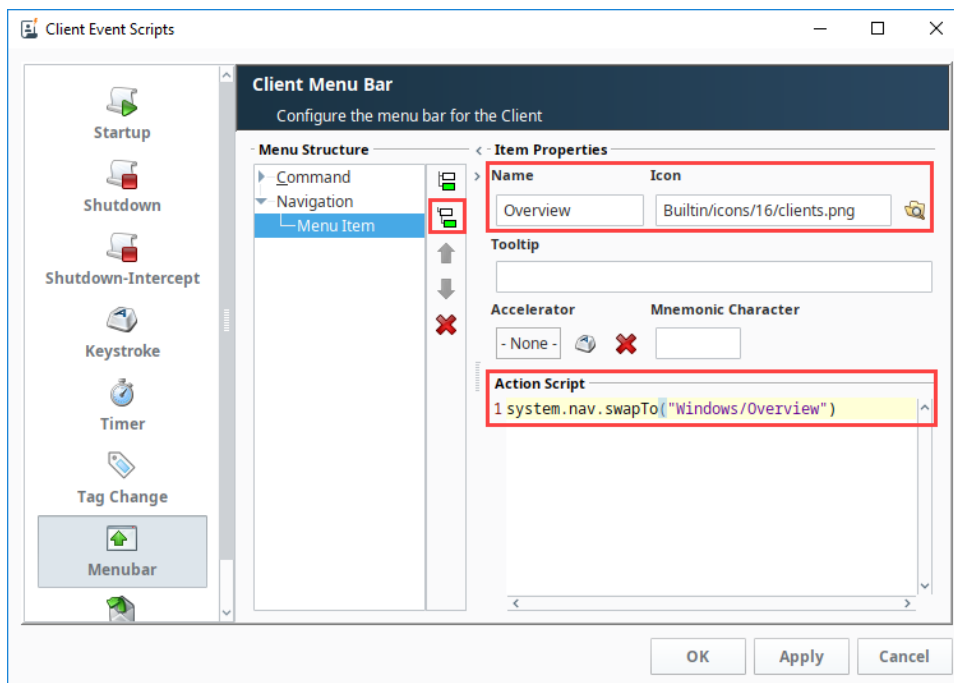 Client Event Scripts
Startup
Shutdown
Shutdown-Intercept
Keystroke
Timer
Tag Change
Menubar
Client Menu Bar
Configure the menu bar for the Client
Menu Structure
Command
Navigation
Menu Item
Item Properties
Name Icon
Overview Builtin/icons/16/clients.png
Tooltip
Accelerator Mnemonic Character
- None -
Action Script
1 system.nav.swapTo("Windows/Overview")
OK Apply Cancel